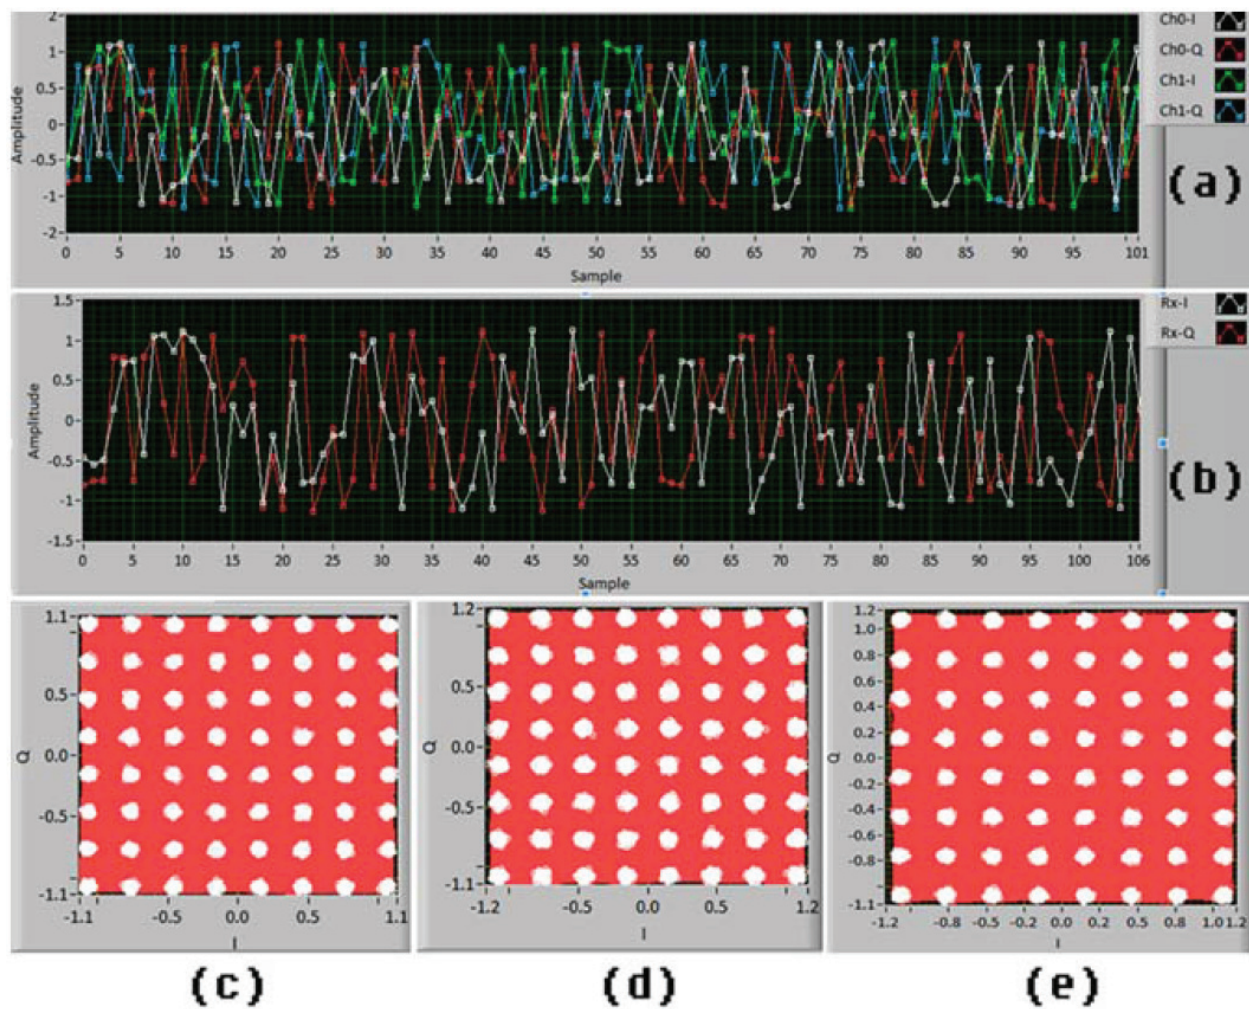 2
1
0.5
0
-0.5
-1
-2
Amplitude
0 5 10 15 20 25 30 35 40 45 50 55 60 65 70 75 80 85 90 95 101
Sample
Ch0-I
Ch0-Q
Ch1-I
Ch1-Q
(a)
1.5
1
0.5
0
-0.5
-1
-1.5
Amplitude
0 5 10 15 20 25 30 35 40 45 50 55 60 65 70 75 80 85 90 95 100 106
Sample
Rx-I
Rx-Q
(b)
1.1
0.5
0.0
-0.5
-1.1
Q
-1.1 -0.5 0.0 0.5 1.1
I
(c)
1.2
0.5
0.0
-0.5
-1.1
Q
-1.2 -0.5 0.0 0.5 1.2
I
(d)
1.2
1.0
0.8
0.6
0.4
0.2
0.0
-0.2
-0.4
-0.6
-0.8
-1.1
Q
-1.2 -0.8 -0.5 -0.2 0.0 0.2 0.4 0.6 0.8 1.0 1.2
I
(e)